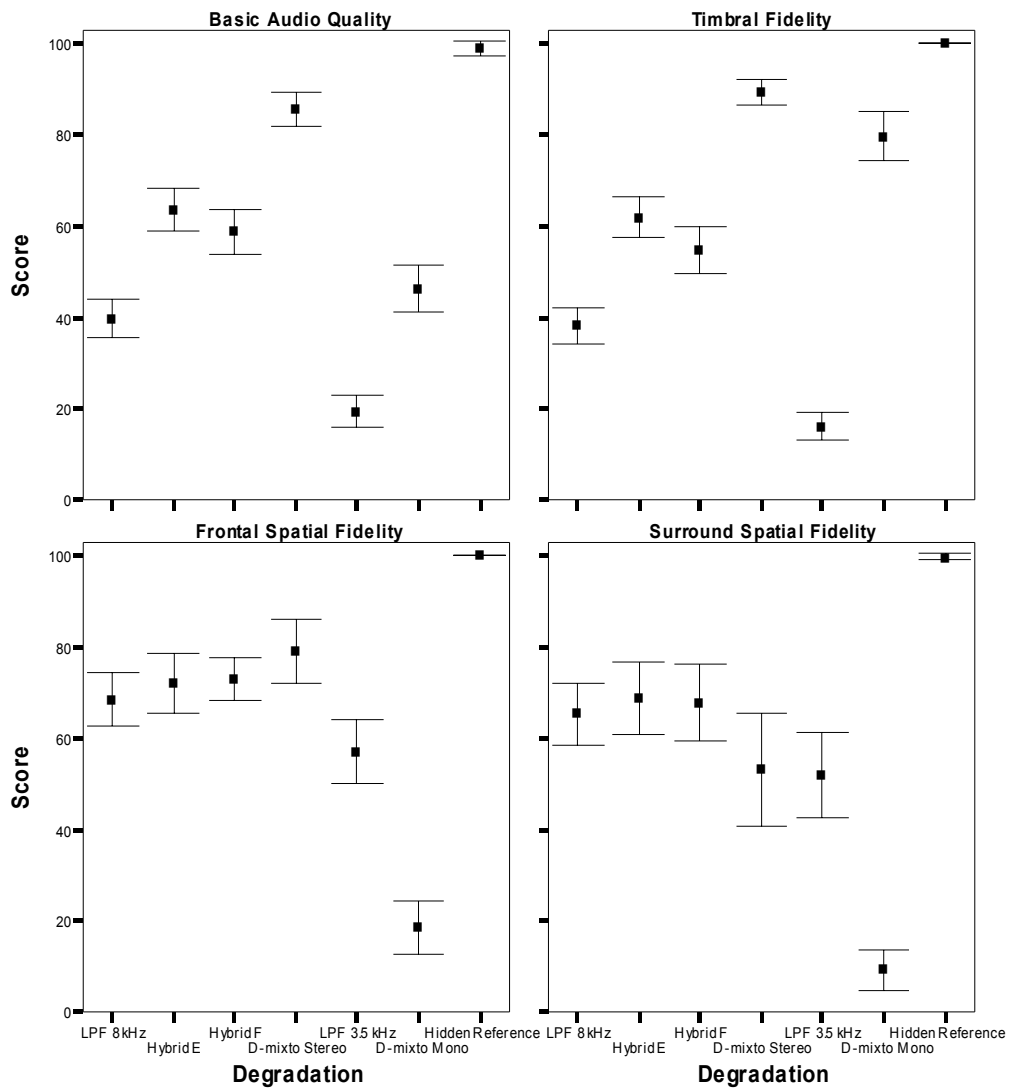 Basic Audio Quality
Timbral Fidelity
100
80
60
40
20
0
Score
Frontal Spatial Fidelity
Surround Spatial Fidelity
100
80
60
40
20
0
Score
LPF 8kHz
Hybrid E
Hybrid F
D-mixto Stereo
LPF 3.5 kHz
D-mixto Mono
Hidden Reference
LPF 8kHz
Hybrid E
Hybrid F
D-mixto Stereo
LPF 3.5 kHz
D-mixto Mono
Hidden Reference
Degradation
Degradation